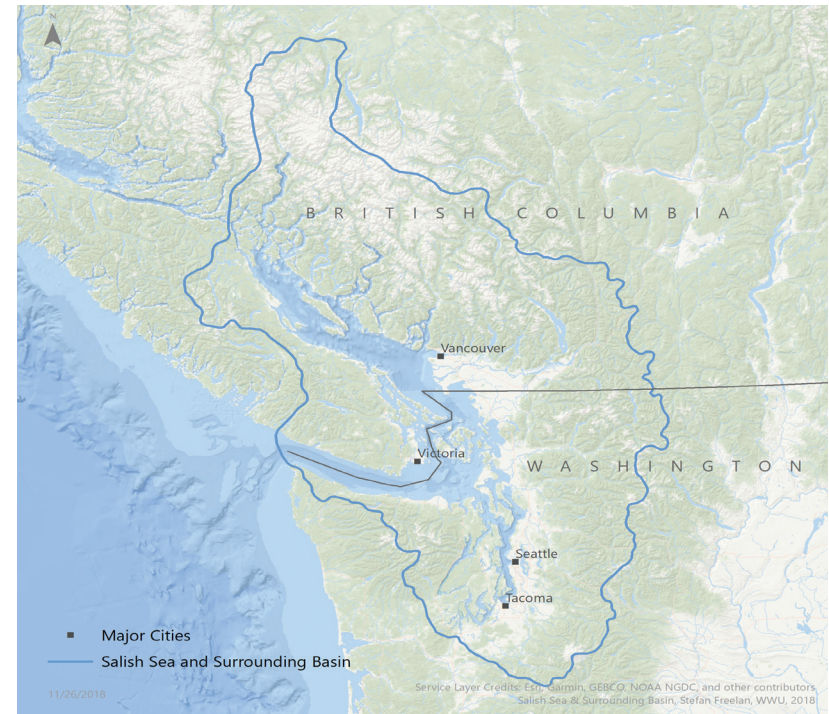 N
BRITISH COLUMBIA
Vancouver
Victoria
WASHINGTON
Seattle
Tacoma
Major Cities
Salish Sea and Surrounding Basin
11/26/2018
Service Layer Credits: Esri, Garmin, GEBCO, NOAA NGDC, and other contributors
Salish Sea & Surrounding Basin, Stefan Freelan, WWU, 2018